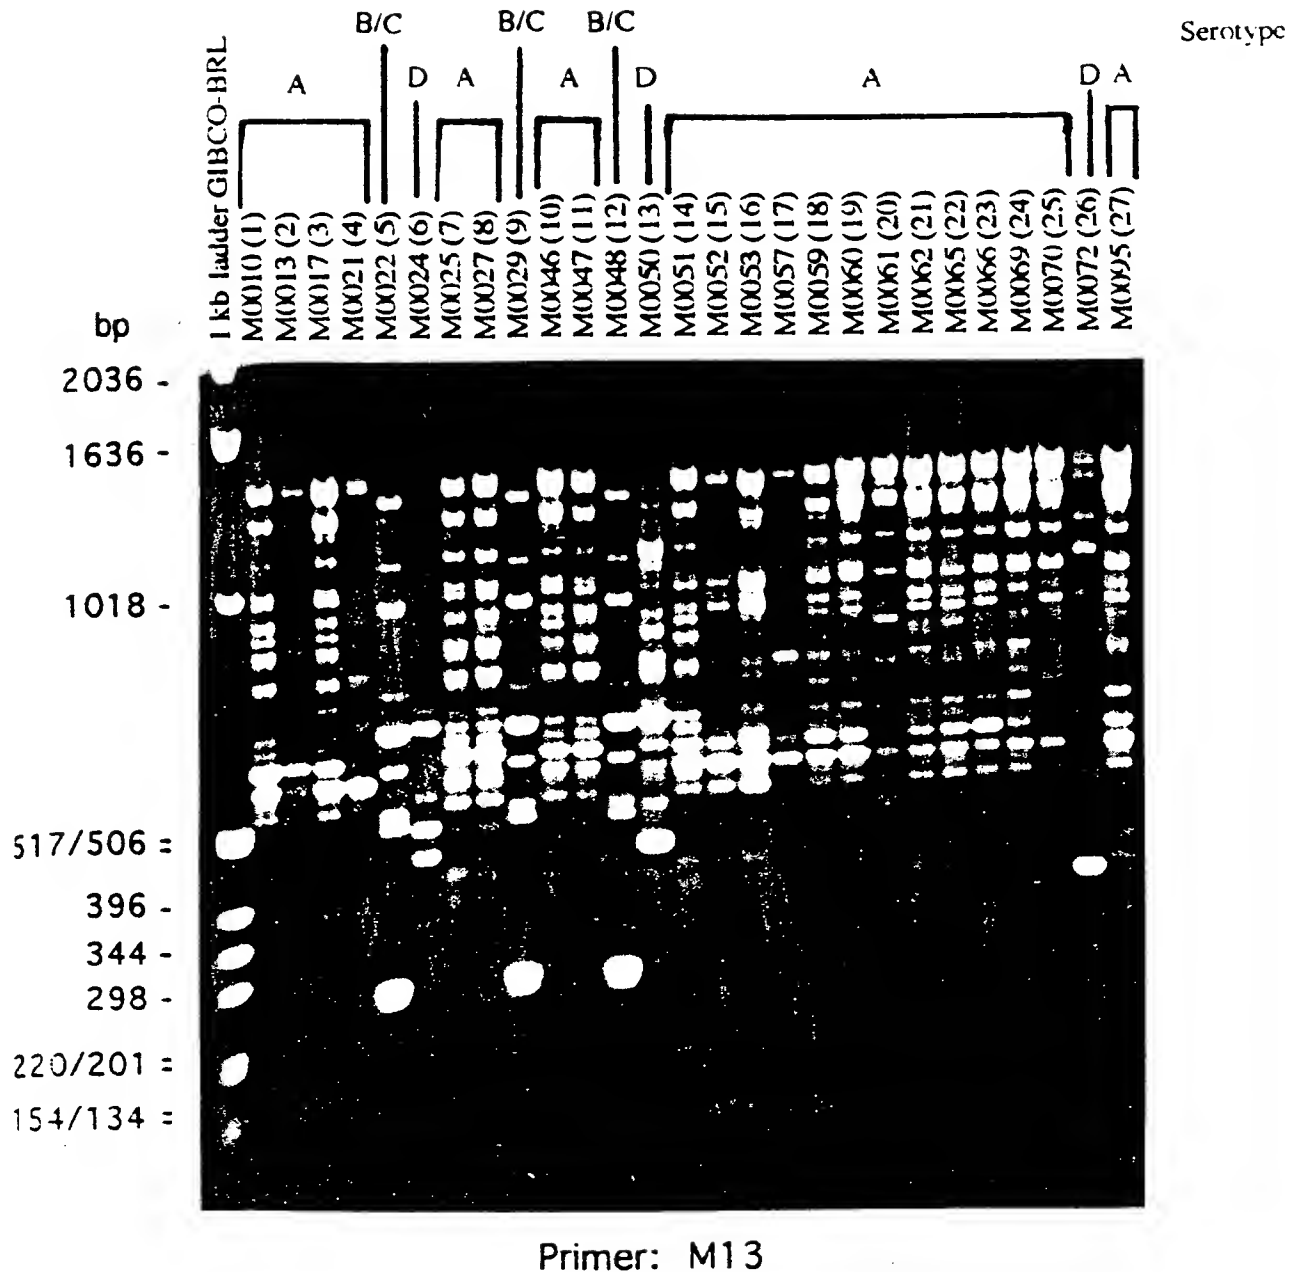 Serotype
B/C B/C B/C
A D A A D A D A
1 kb ladder GIBCO-BRL
M0010 (1)
M0013 (2)
M0017 (3)
M0021 (4)
M0022 (5)
M0024 (6)
M0025 (7)
M0027 (8)
M0029 (9)
M0046 (10)
M0047 (11)
M0048 (12)
M0050 (13)
M0051 (14)
M0052 (15)
M0053 (16)
M0057 (17)
M0059 (18)
M0060 (19)
M0061 (20)
M0062 (21)
M0065 (22)
M0066 (23)
M0069 (24)
M0070 (25)
M0072 (26)
M0095 (27)
bp
2036 -
1636 -
1018 -
517/506 =
396 -
344 -
298 -
220/201 =
154/134 =
Primer: M13